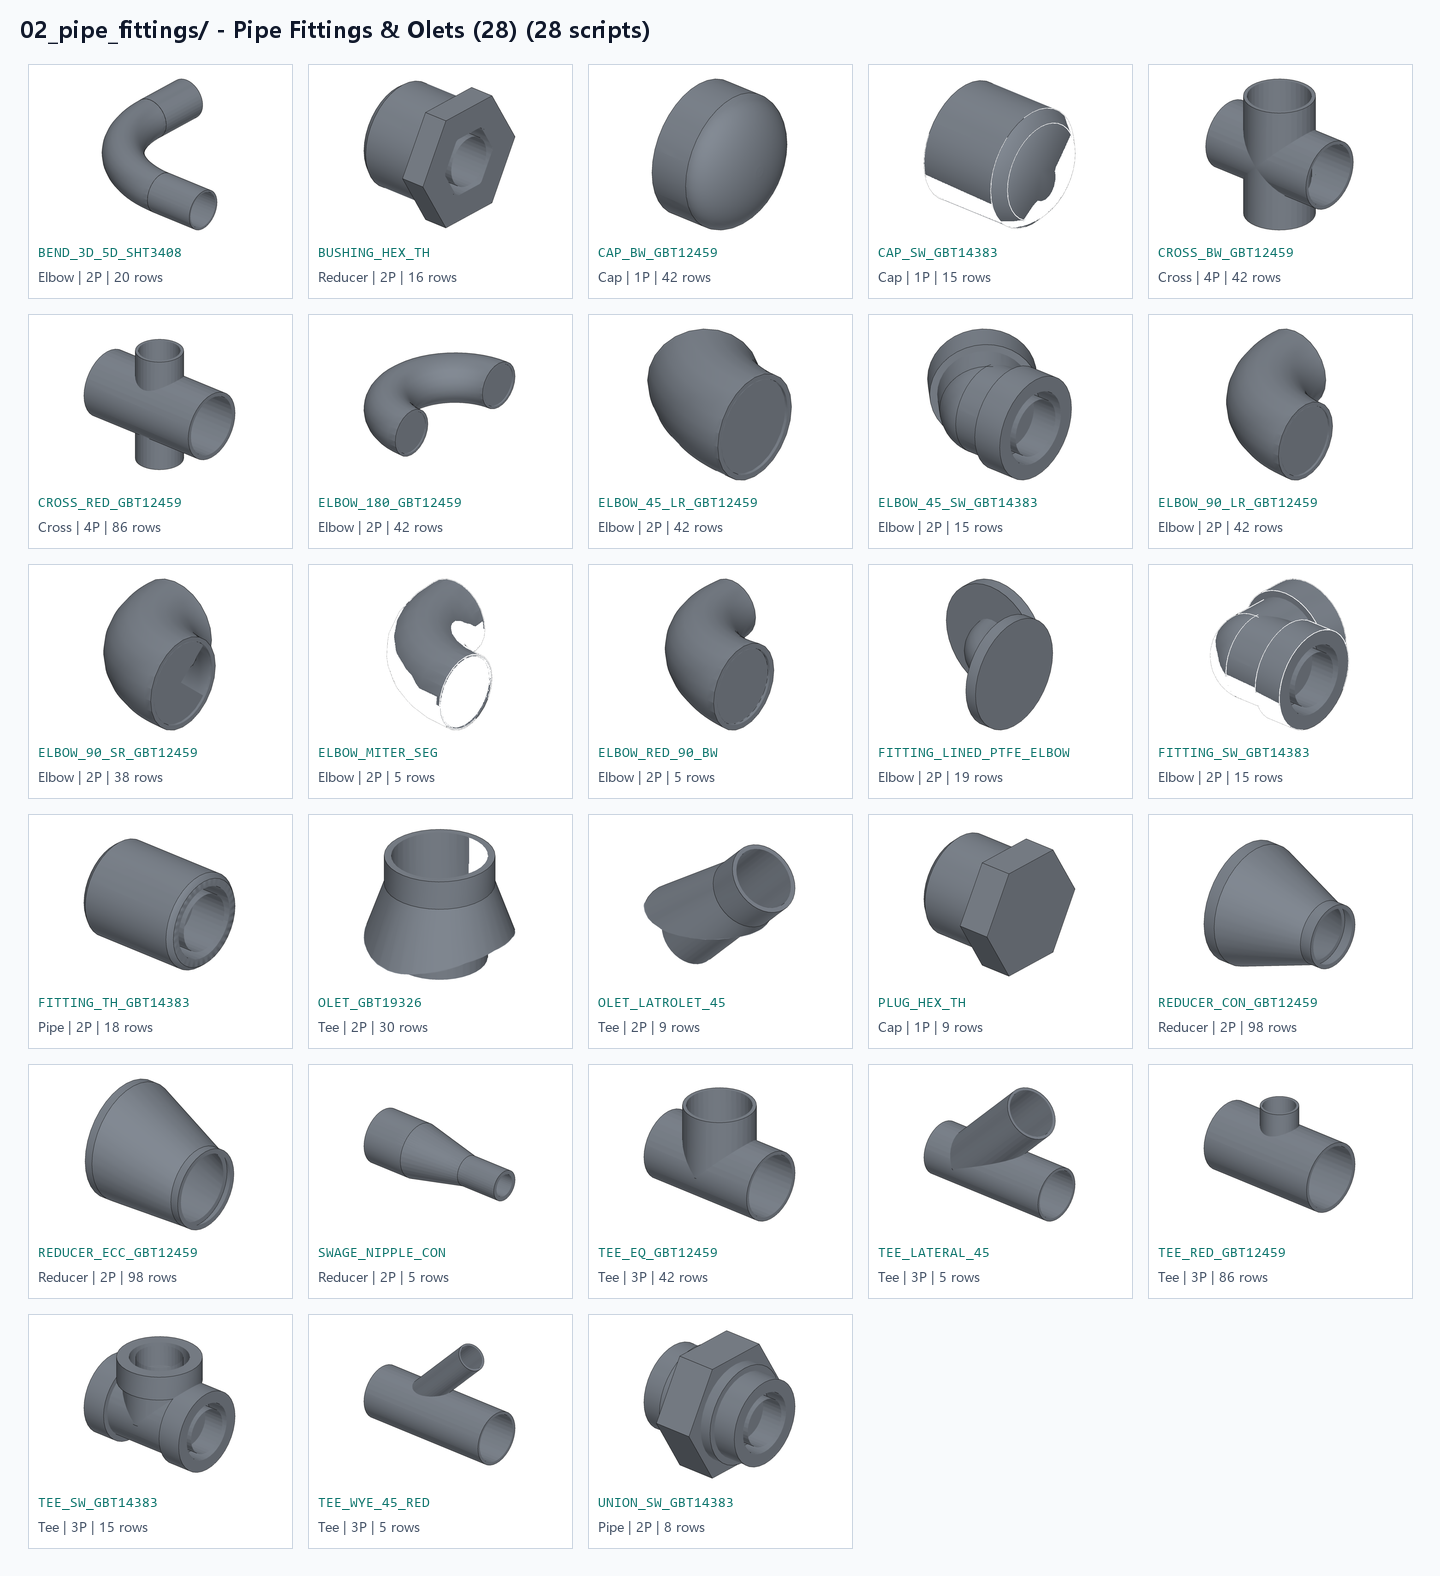 02_pipe_fittings/ - Pipe Fittings & Olets (28) (28 scripts)
BEND_3D_5D_SHT3408
Elbow | 2P | 20 rows
BUSHING_HEX_TH
Reducer | 2P | 16 rows
CAP_BW_GBT12459
Cap | 1P | 42 rows
CAP_SW_GBT14383
Cap | 1P | 15 rows
CROSS_BW_GBT12459
Cross | 4P | 42 rows
CROSS_RED_GBT12459
Cross | 4P | 86 rows
ELBOW_180_GBT12459
Elbow | 2P | 42 rows
ELBOW_45_LR_GBT12459
Elbow | 2P | 42 rows
ELBOW_45_SW_GBT14383
Elbow | 2P | 15 rows
ELBOW_90_LR_GBT12459
Elbow | 2P | 42 rows
ELBOW_90_SR_GBT12459
Elbow | 2P | 38 rows
ELBOW_MITER_SEG
Elbow | 2P | 5 rows
ELBOW_RED_90_BW
Elbow | 2P | 5 rows
FITTING_LINED_PTFE_ELBOW
Elbow | 2P | 19 rows
FITTING_SW_GBT14383
Elbow | 2P | 15 rows
FITTING_TH_GBT14383
Pipe | 2P | 18 rows
OLET_GBT19326
Tee | 2P | 30 rows
OLET_LATROLET_45
Tee | 2P | 9 rows
PLUG_HEX_TH
Cap | 1P | 9 rows
REDUCER_CON_GBT12459
Reducer | 2P | 98 rows
REDUCER_ECC_GBT12459
Reducer | 2P | 98 rows
SWAGE_NIPPLE_CON
Reducer | 2P | 5 rows
TEE_EQ_GBT12459
Tee | 3P | 42 rows
TEE_LATERAL_45
Tee | 3P | 5 rows
TEE_RED_GBT12459
Tee | 3P | 86 rows
TEE_SW_GBT14383
Tee | 3P | 15 rows
TEE_WYE_45_RED
Tee | 3P | 5 rows
UNION_SW_GBT14383
Pipe | 2P | 8 rows